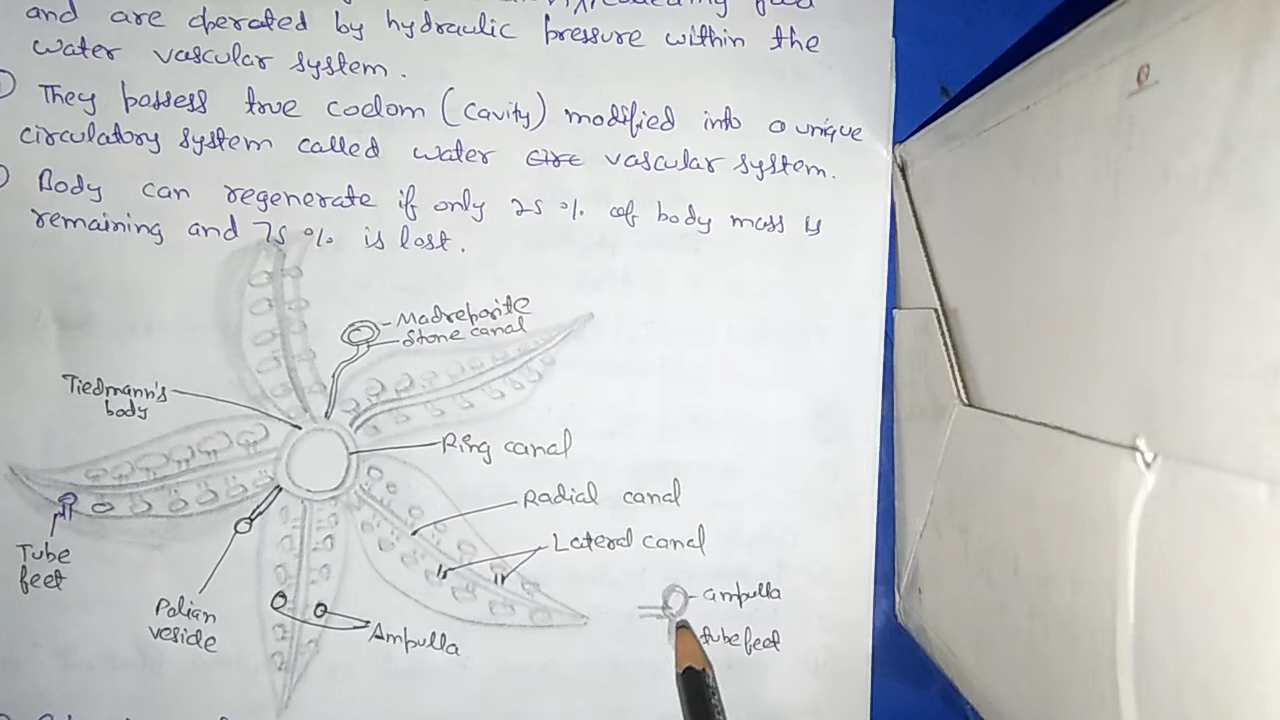 and are operated by hydraulic pressure within the
water vascular system.
They possess true coelom (cavity) modified into a unique
circulatory system called water vascular system.
Body can regenerate if only 25 % of body mass is
remaining and 75 % is lost.
Madreporite
Stone canal
Tiedmann's
body
Ring canal
Radial canal
Lateral canal
Tube
feet
Polian
veside
Ampulla
ampulla
tube feet